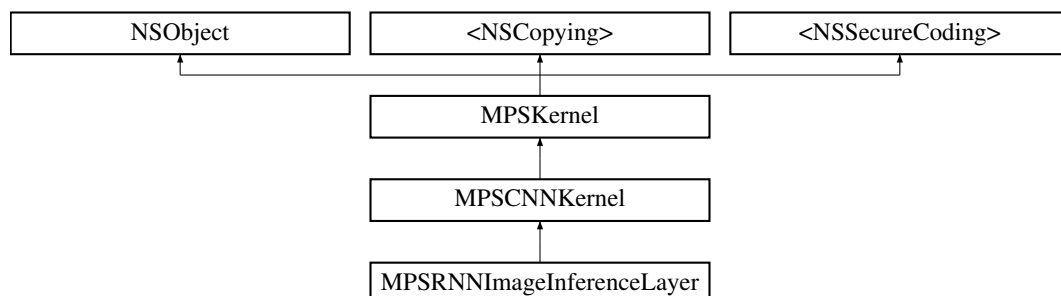 NSObject
<NSCopying>
<NSSecureCoding>
MPSKernel
MPSCNNKernel
MPSRNNImageInferenceLayer